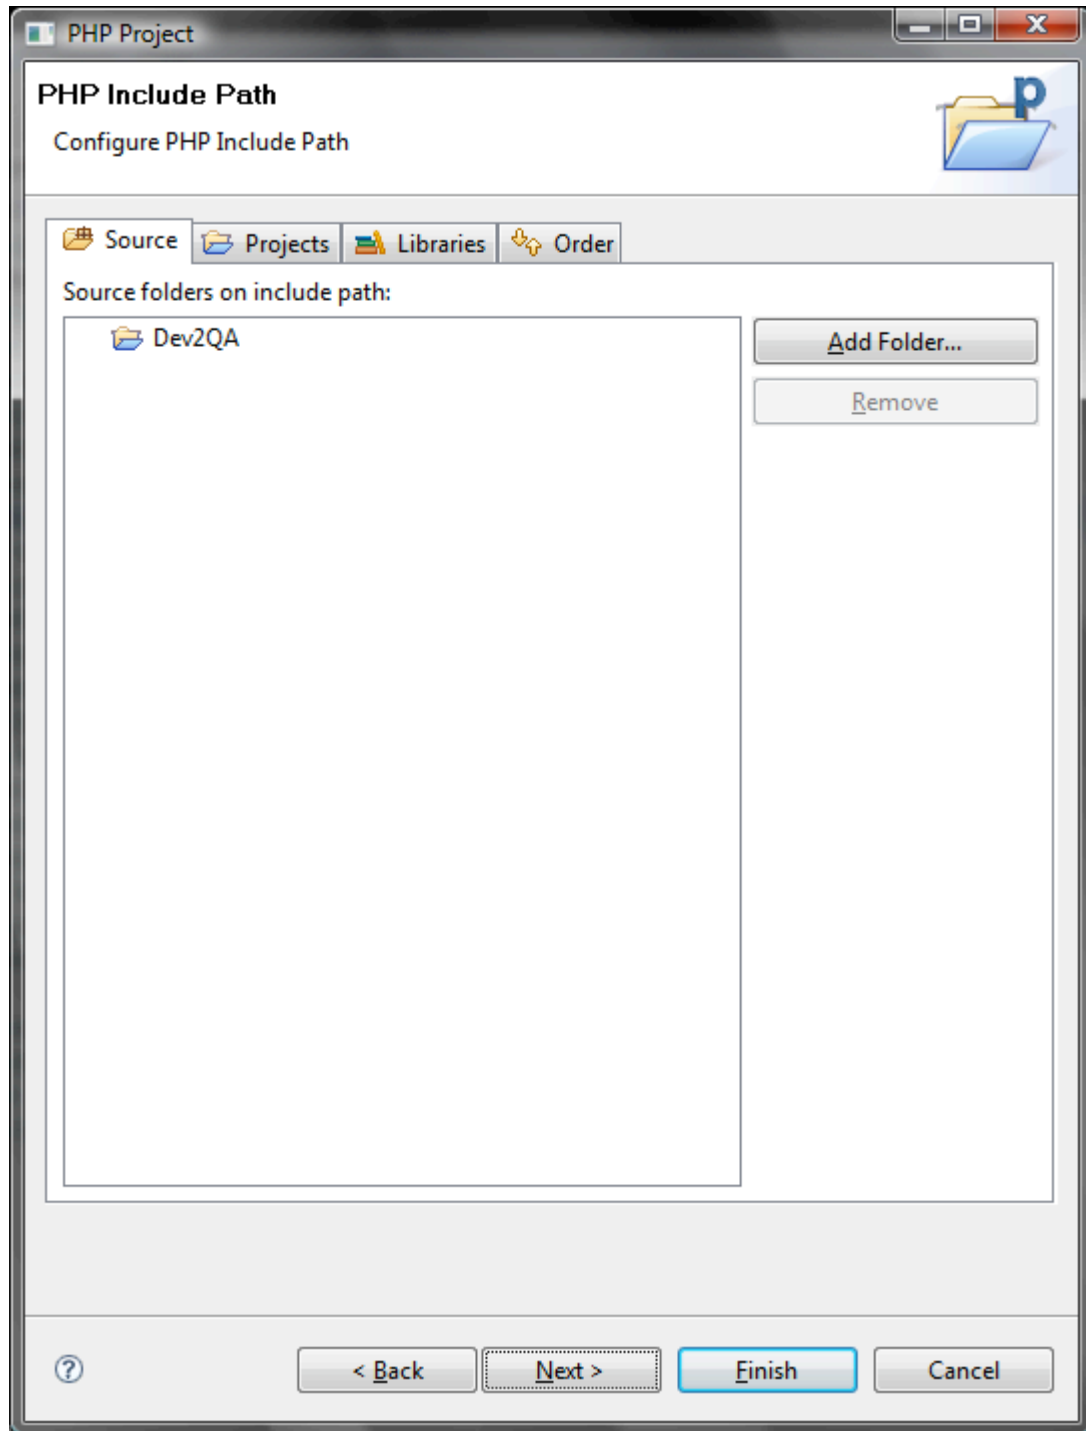 PHP Project
PHP Include Path
Configure PHP Include Path
Source Projects Libraries Order
Source folders on include path:
Dev2QA
Add Folder...
Remove
< Back Next > Finish Cancel